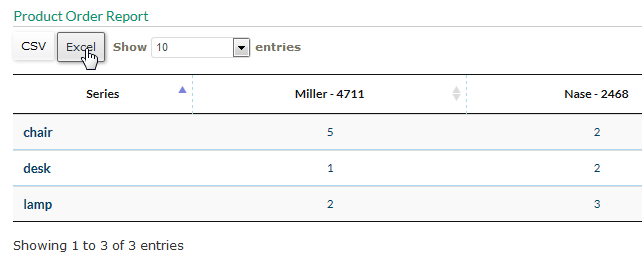 Product Order Report
CSV Excel Show 10 entries
Series Miller - 4711 Nase - 2468
chair 5 2
desk 1 2
lamp 2 3
Showing 1 to 3 of 3 entries